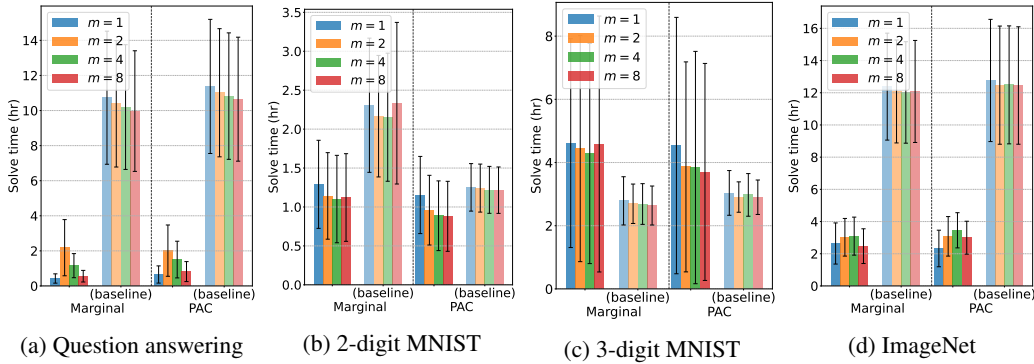 Solve time (hr)
14
12
10
8
6
4
2
0
m = 1
m = 2
m = 4
m = 8
(baseline)
(baseline)
Marginal
PAC
(a) Question answering
Solve time (hr)
3.5
3.0
2.5
2.0
1.5
1.0
0.5
0.0
m = 1
m = 2
m = 4
m = 8
(baseline)
(baseline)
Marginal
PAC
(b) 2-digit MNIST
Solve time (hr)
8
6
4
2
0
m = 1
m = 2
m = 4
m = 8
(baseline)
(baseline)
Marginal
PAC
(c) 3-digit MNIST
Solve time (hr)
16
14
12
10
8
6
4
2
0
m = 1
m = 2
m = 4
m = 8
(baseline)
(baseline)
Marginal
PAC
(d) ImageNet